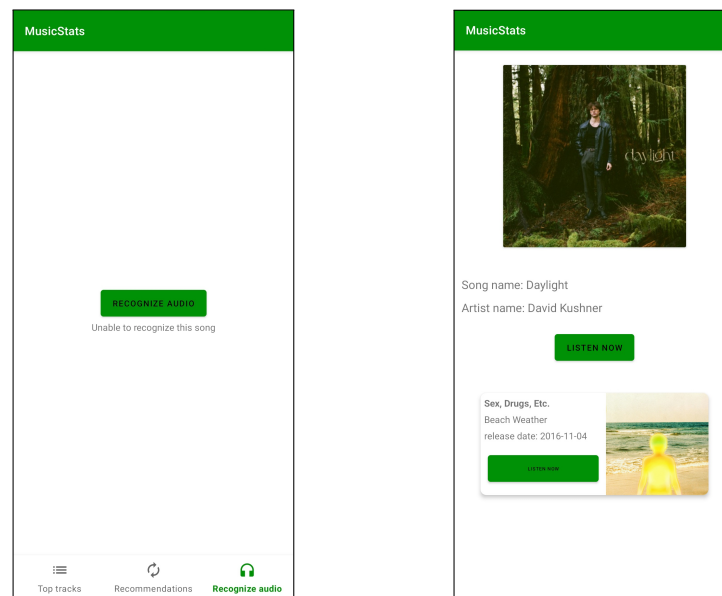 MusicStats
RECOGNIZE AUDIO
Unable to recognize this song
Top tracks
Recommendations
Recognize audio
MusicStats
daylight
Song name: Daylight
Artist name: David Kushner
LISTEN NOW
Sex, Drugs, Etc.
Beach Weather
release date: 2016-11-04
LISTEN NOW